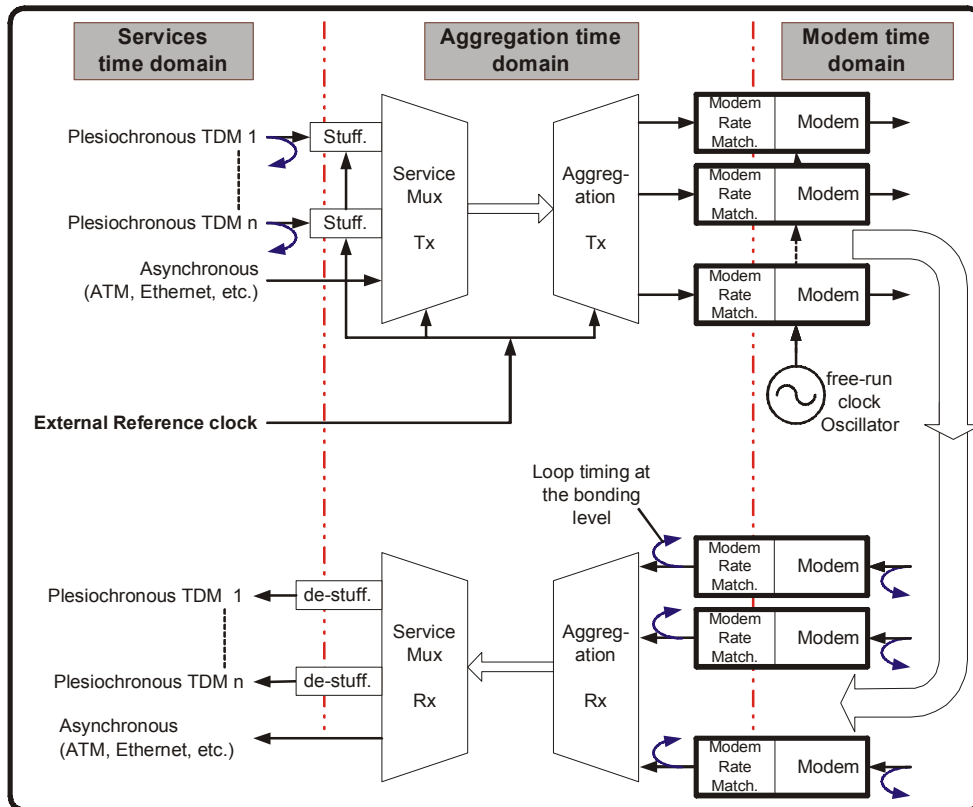 Services
time domain
Aggregation time
domain
Modem time
domain
Plesiochronous TDM 1
Stuff.
Plesiochronous TDM n
Stuff.
Asynchronous
(ATM, Ethernet, etc.)
Service
Mux
Tx
Aggreg-
ation
Tx
Modem
Rate
Match.
Modem
Modem
Rate
Match.
Modem
Modem
Rate
Match.
Modem
free-run
clock
Oscillator
External Reference clock
Loop timing at
the bonding
level
Plesiochronous TDM 1
de-stuff.
Plesiochronous TDM n
de-stuff.
Asynchronous
(ATM, Ethernet, etc.)
Service
Mux
Rx
Aggreg-
ation
Rx
Modem
Rate
Match.
Modem
Modem
Rate
Match.
Modem
Modem
Rate
Match.
Modem